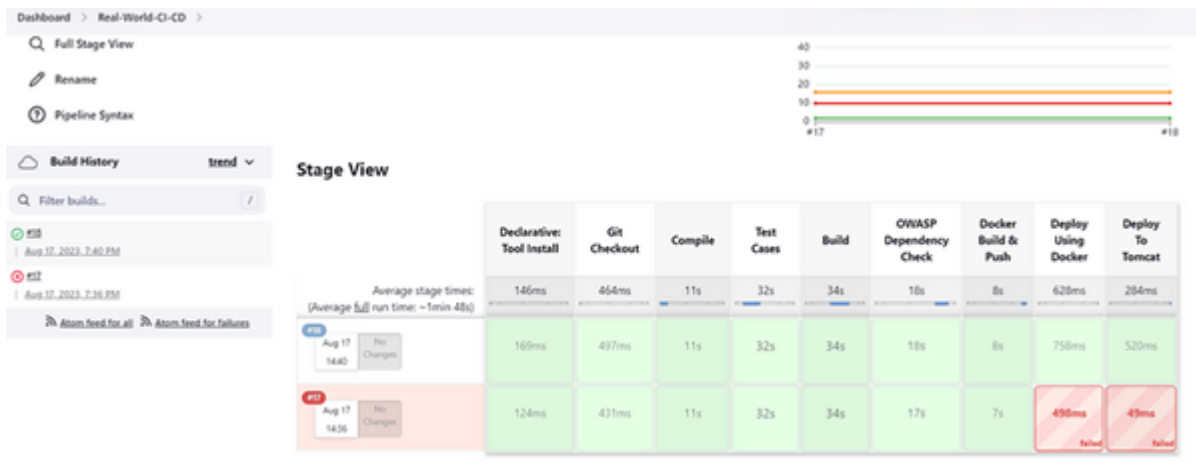 Dashboard > Real-World-CI-CD >
Full Stage View
Rename
Pipeline Syntax
Build History trend
Filter builds... /
#18
Aug 17, 2023, 7:40 PM
#17
Aug 17, 2023, 7:36 PM
Atom feed for all Atom feed for failures
40
30
20
10
0
#17 #18
Stage View
Declarative: Tool Install
Git Checkout
Compile
Test Cases
Build
OWASP Dependency Check
Docker Build & Push
Deploy Using Docker
Deploy To Tomcat
Average stage times:
(Average full run time: ~1min 48s)
146ms 464ms 11s 32s 34s 18s 8s 628ms 284ms
#18
Aug 17
14:40
No Changes
169ms 497ms 11s 32s 34s 18s 8s 758ms 520ms
#17
Aug 17
14:36
No Changes
124ms 431ms 11s 32s 34s 17s 7s 498ms 49ms
failed failed